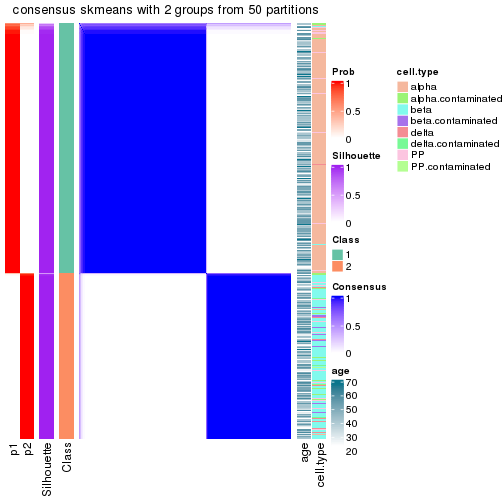 consensus skmeans with 2 groups from 50 partitions
Prob
1
0.5
0
Silhouette
1
0.5
0
Class
1
2
Consensus
1
0.5
0
age
70
60
50
40
30
20
cell.type
alpha
alpha.contaminated
beta
beta.contaminated
delta
delta.contaminated
PP
PP.contaminated
p1
p2
Silhouette
Class
age
cell.type